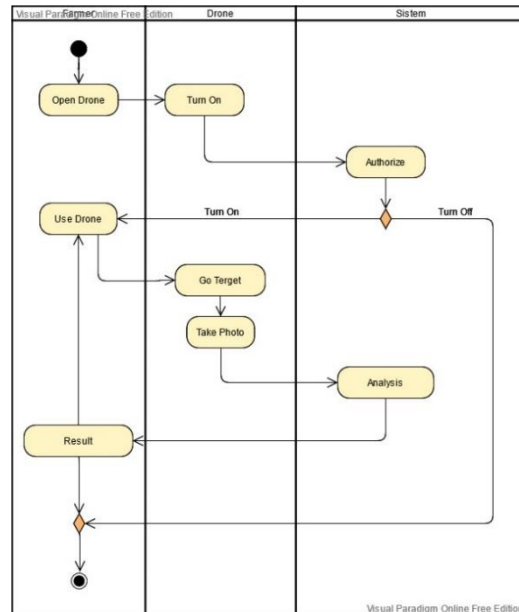 Visual Paradigm Online Free Edition
Farmer
Drone
Sistem
Open Drone
Turn On
Authorize
Use Drone
Turn On
Turn Off
Go Terget
Take Photo
Analysis
Result
Visual Paradigm Online Free Edition